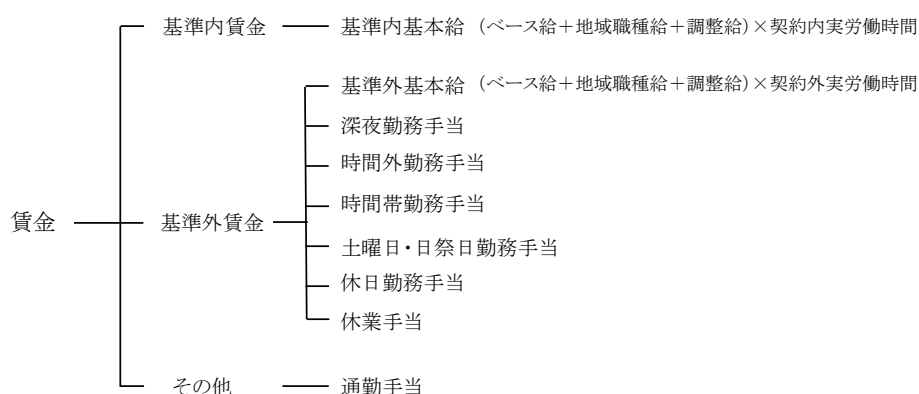 基準内賃金 基準内基本給 (ベース給+地域職種給+調整給)×契約内実労働時間
基準外基本給 (ベース給+地域職種給+調整給)×契約外実労働時間
深夜勤務手当
時間外勤務手当
時間帯勤務手当
賃金 基準外賃金
土曜日・日祭日勤務手当
休日勤務手当
休業手当
その他 通勤手当